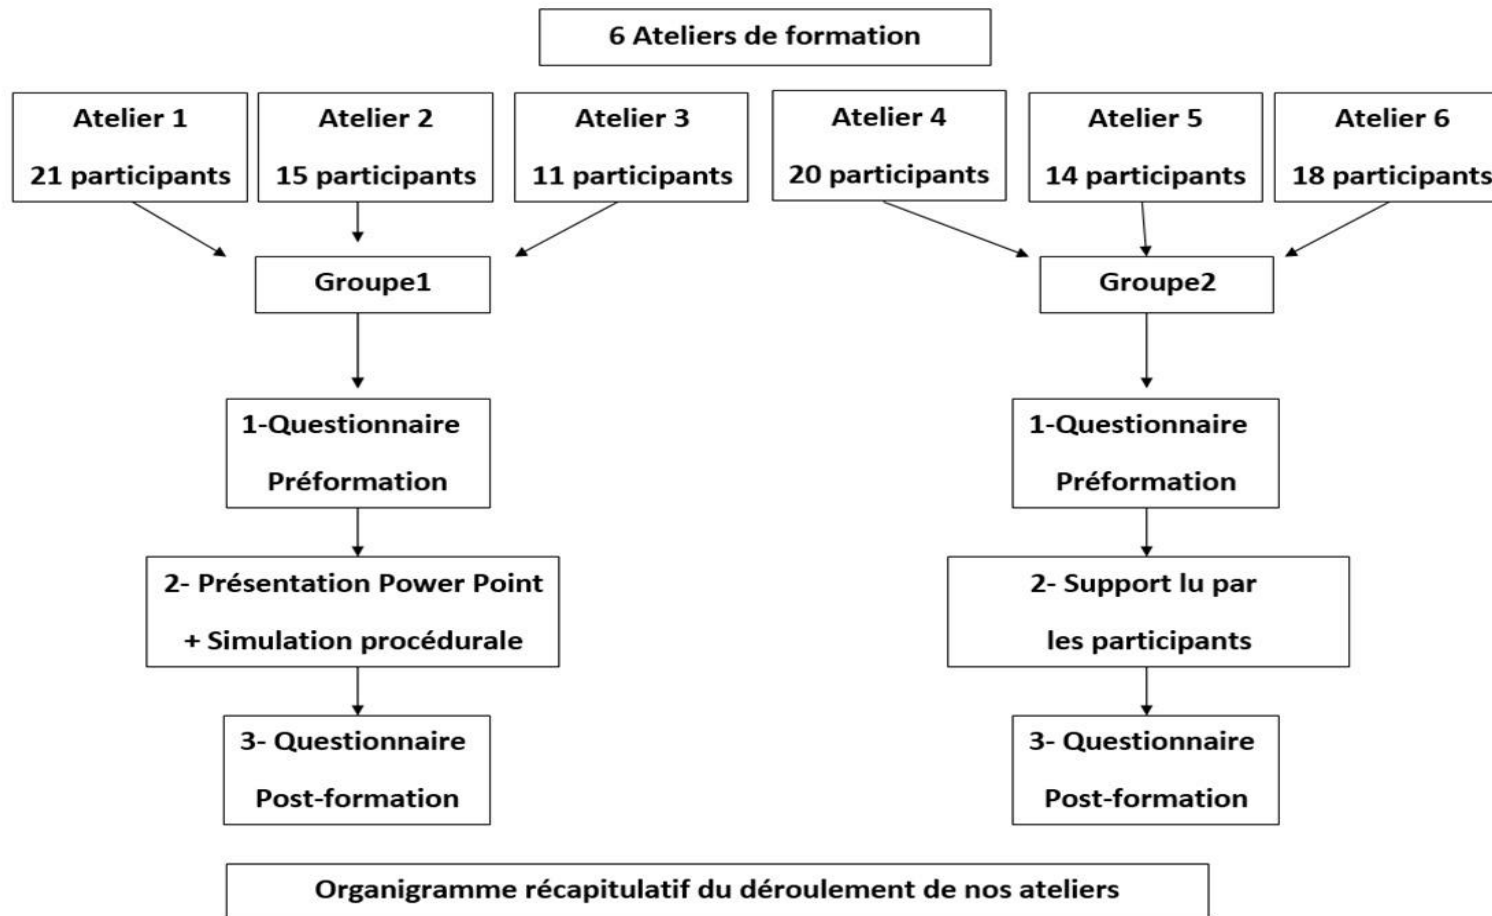 6 Ateliers de formation
Atelier 1
21 participants
Atelier 2
15 participants
Atelier 3
11 participants
Atelier 4
20 participants
Atelier 5
14 participants
Atelier 6
18 participants
Groupe1
Groupe2
1-Questionnaire
Préformation
1-Questionnaire
Préformation
2- Présentation Power Point
+ Simulation procédurale
2- Support lu par
les participants
3- Questionnaire
Post-formation
3- Questionnaire
Post-formation
Organigramme récapitulatif du déroulement de nos ateliers